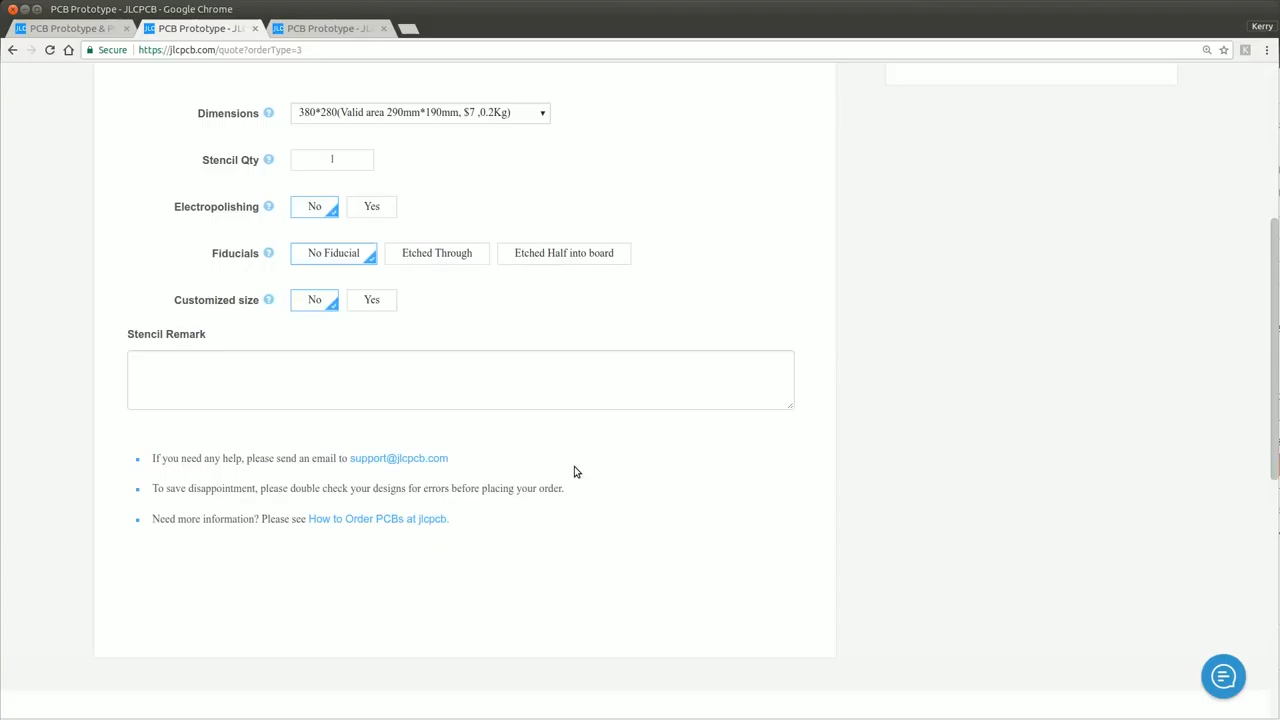 PCB Prototype - JLCPCB - Google Chrome
JLC PCB Prototype & P
JLC PCB Prototype - JL
JLC PCB Prototype - JL
Kerry
Secure https://jlcpcb.com/quote?orderType=3
K
Dimensions ? 380*280(Valid area 290mm*190mm, $7 ,0.2Kg)
Stencil Qty ? 1
Electropolishing ? No Yes
Fiducials ? No Fiducial Etched Through Etched Half into board
Customized size ? No Yes
Stencil Remark
If you need any help, please send an email to support@jlcpcb.com
To save disappointment, please double check your designs for errors before placing your order.
Need more information? Please see How to Order PCBs at jlcpcb.